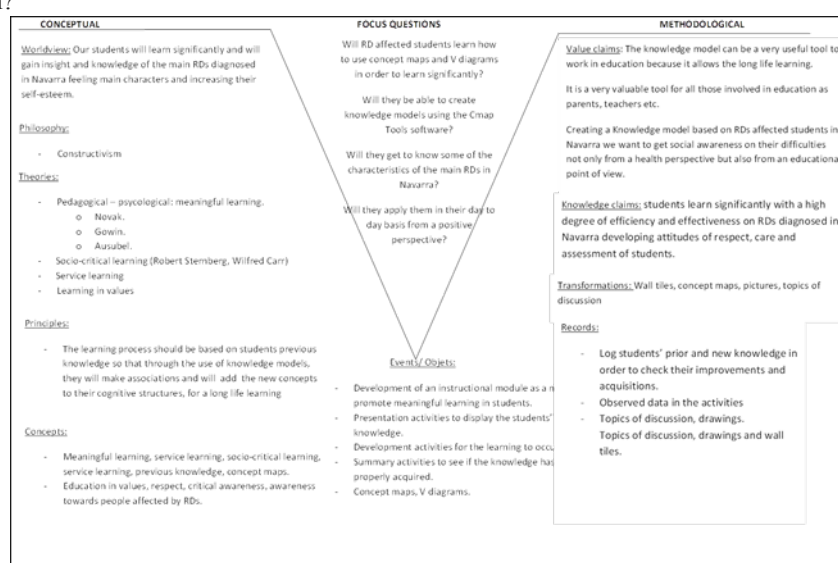 CONCEPTUAL
Worldview: Our students will learn significantly and will
gain insight and knowledge of the main RDs diagnosed
in Navarra feeling main characters and increasing their
self-esteem.
Philosophy:
- Constructivism
Theories:
- Pedagogical – psycological: meaningful learning.
o Novak.
o Gowin.
o Ausubel.
- Socio-critical learning (Robert Sternberg, Wilfred Carr)
- Service learning
- Learning in values
Principles:
- The learning process should be based on students previous
knowledge so that through the use of knowledge models,
they will make associations and will add the new concepts
to their cognitive structures, for a long life learning
Concepts:
- Meaningful learning, service learning, socio-critical learning,
service learning, previous knowledge, concept maps.
- Education in values, respect, critical awareness, awareness
towards people affected by RDs.
FOCUS QUESTIONS
Will RD affected students learn how
to use concept maps and V diagrams
in order to learn significantly?
Will they be able to create
knowledge models using the Cmap
Tools software?
Will they get to know some of the
characteristics of the main RDs in
Navarra?
Will they apply them in their day to
day basis from a positive
perspective?
Events/ Objets:
- Development of an instructional module as a
promote meaningful learning in students.
- Presentation activities to display the students'
knowledge.
- Development activities for the learning to
- Summary activities to see if the knowledge has
properly acquired.
- Concept maps, V diagrams.
METHODOLOGICAL
Value claims: The knowledge model can be a very useful tool to
work in education because it allows the long life learning.
It is a very valuable tool for all those involved in education as
parents, teachers etc.
Creating a Knowledge model based on RDs affected students in
Navarra we want to get social awareness on their difficulties
not only from a health perspective but also from an educational
point of view.
Knowledge claims: students learn significantly with a high
degree of efficiency and effectiveness on RDs diagnosed in
Navarra developing attitudes of respect, care and
assessment of students.
Transformations: Wall tiles, concept maps, pictures, topics of
discussion
Records:
- Log students' prior and new knowledge in
order to check their improvements and
acquisitions.
- Observed data in the activities
- Topics of discussion, drawings.
Topics of discussion, drawings and wall
tiles.